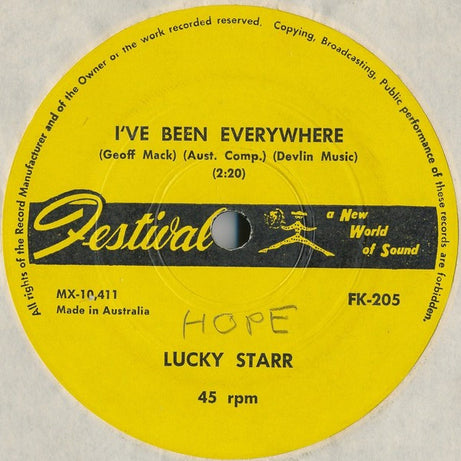 All rights of the Record Manufacturer and of the Owner of the work recorded reserved. Copying, Broadcasting, Public performance of these records are forbidden.
I'VE BEEN EVERYWHERE
(Geoff Mack) (Aust. Comp.) (Devlin Music)
(2:20)
Festival
a New
World
of Sound
MX-10,411
Made in Australia
FK-205
HOPE
LUCKY STARR
45 rpm